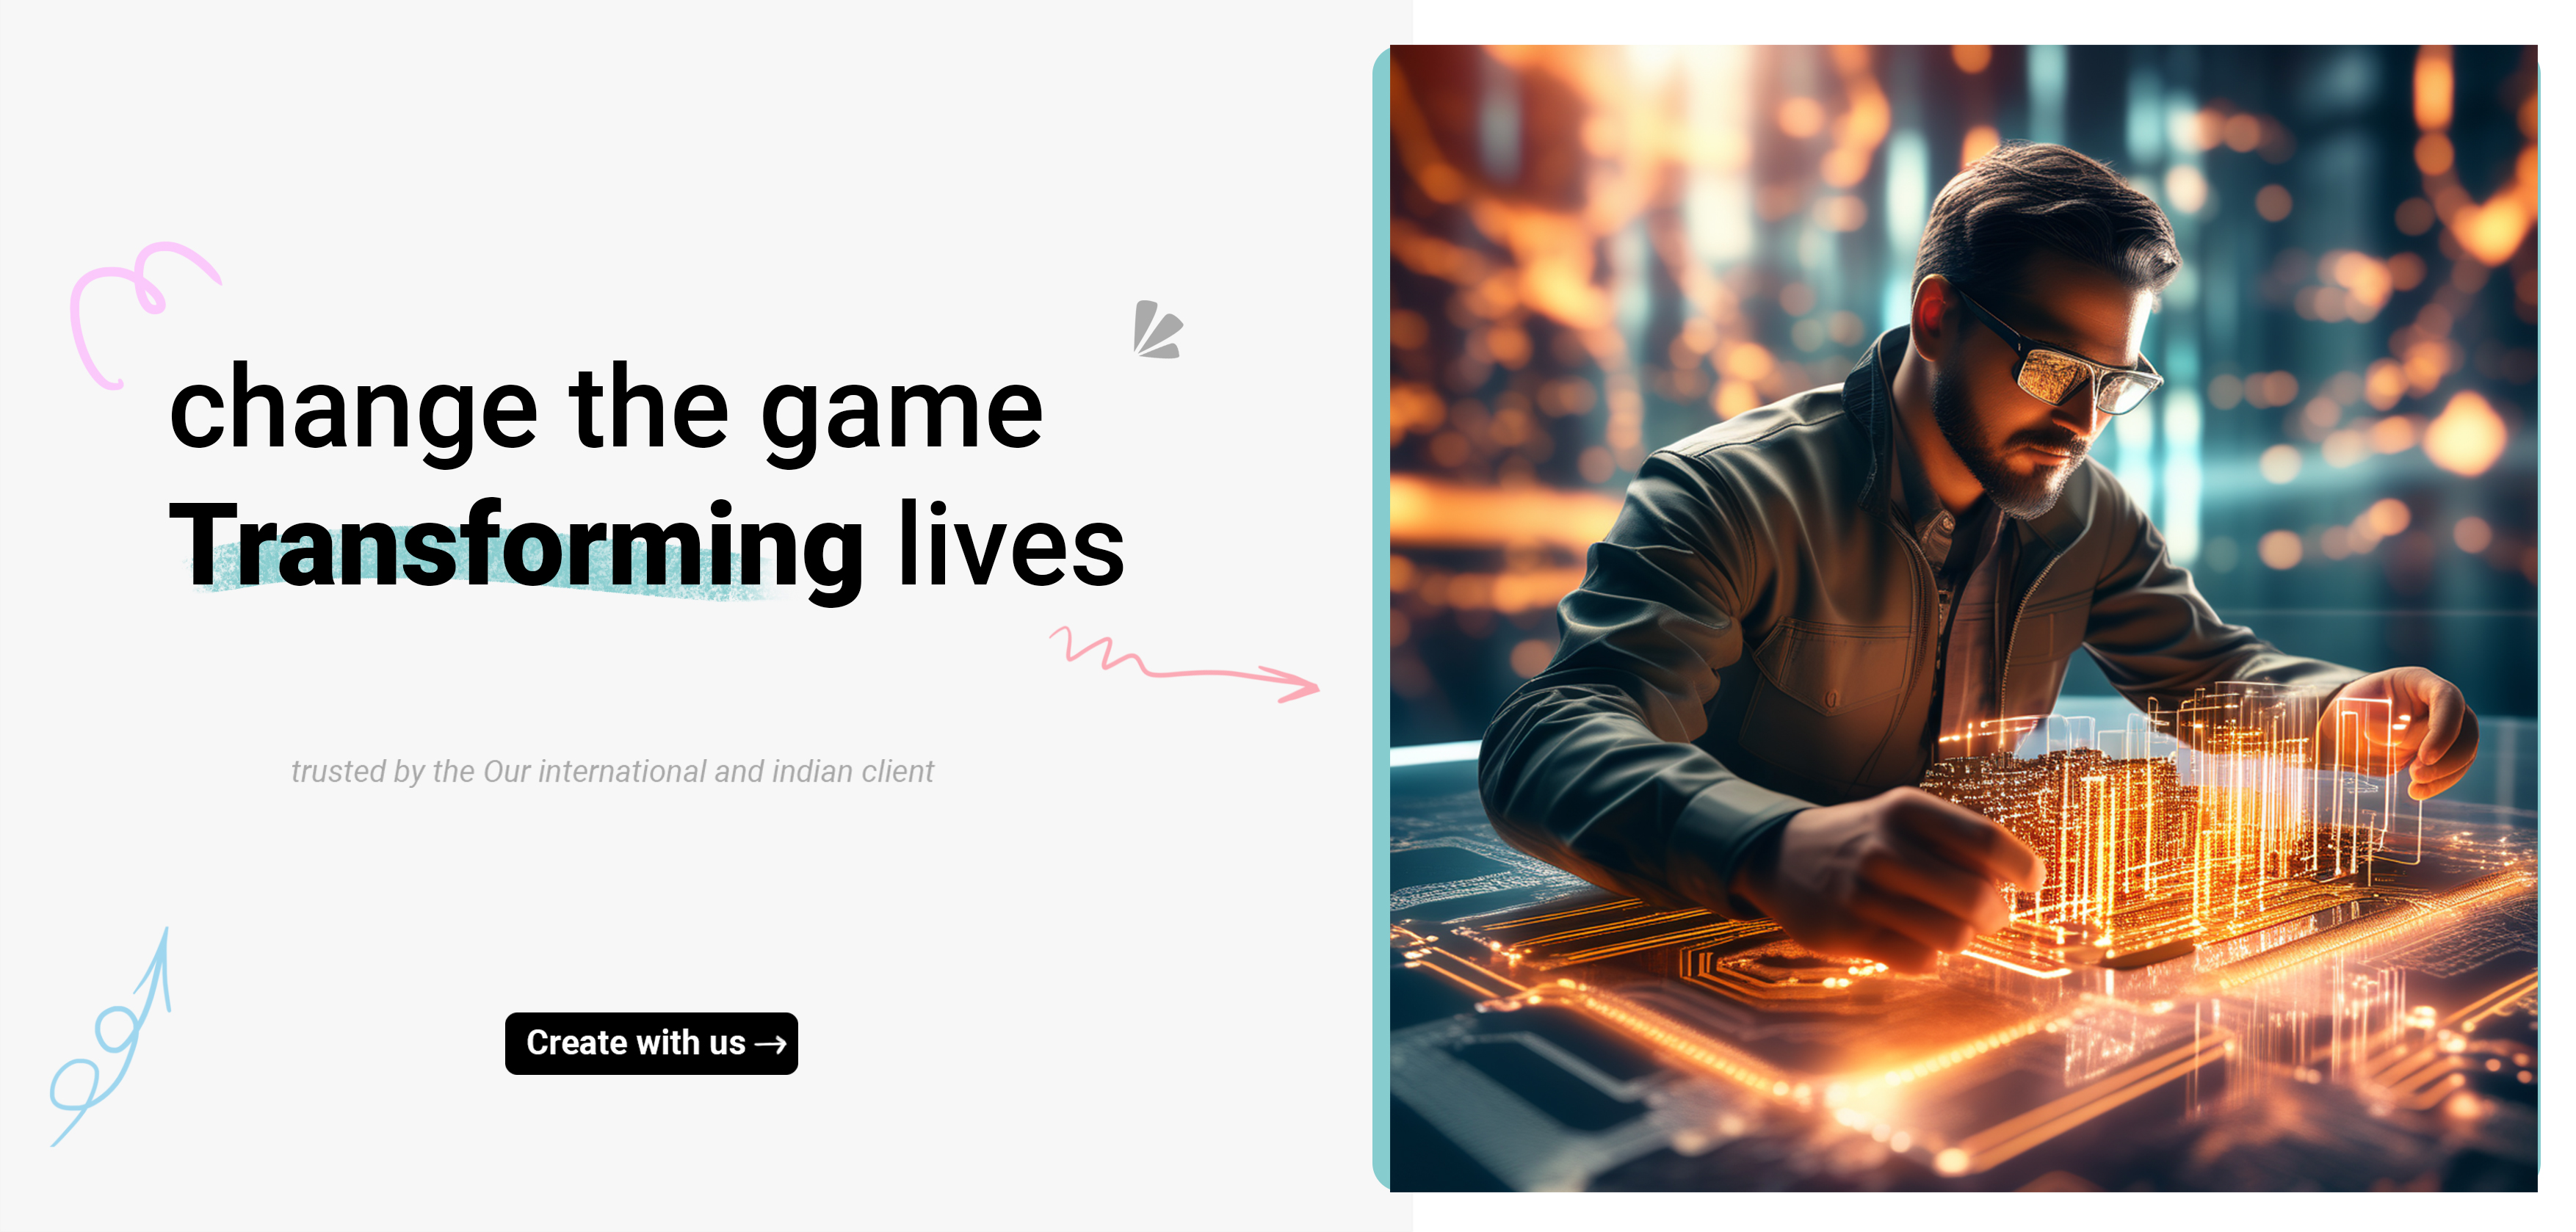 change the game
Transforming lives
trusted by the Our international and indian client
Create with us →